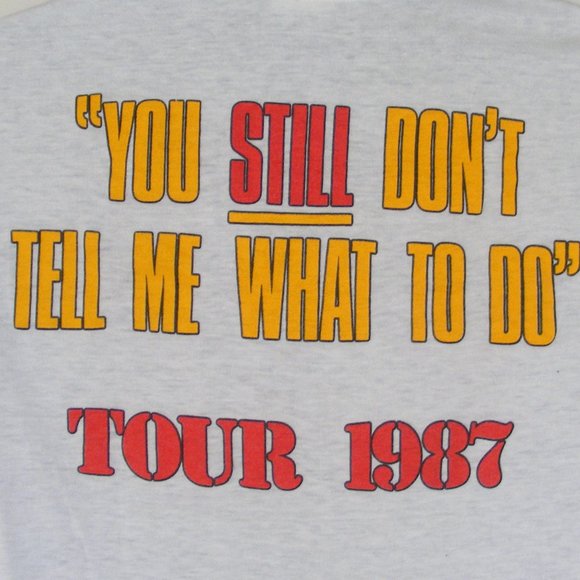 “YOU STILL DON’T
TELL ME WHAT TO DO”
TOUR 1987